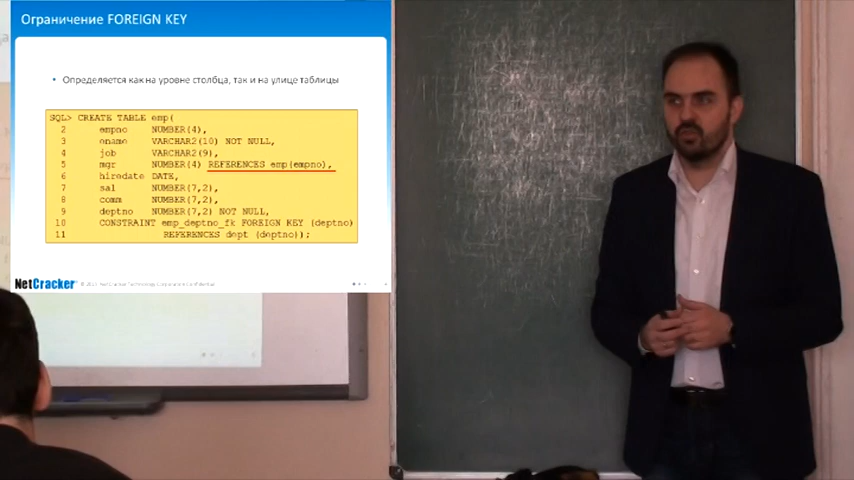 Ограничение FOREIGN KEY
• Определяется как на уровне столбца, так и на улице таблицы
SQL> CREATE TABLE emp(
2 empno NUMBER(4),
3 ename VARCHAR2(10) NOT NULL,
4 job VARCHAR2(9),
5 mgr NUMBER(4) REFERENCES emp(empno),
6 hiredate DATE,
7 sal NUMBER(7,2),
8 comm NUMBER(7,2),
9 deptno NUMBER(7,2) NOT NULL,
10 CONSTRAINT emp_deptno_fk FOREIGN KEY (deptno)
11 REFERENCES dept (deptno));
NetCracker